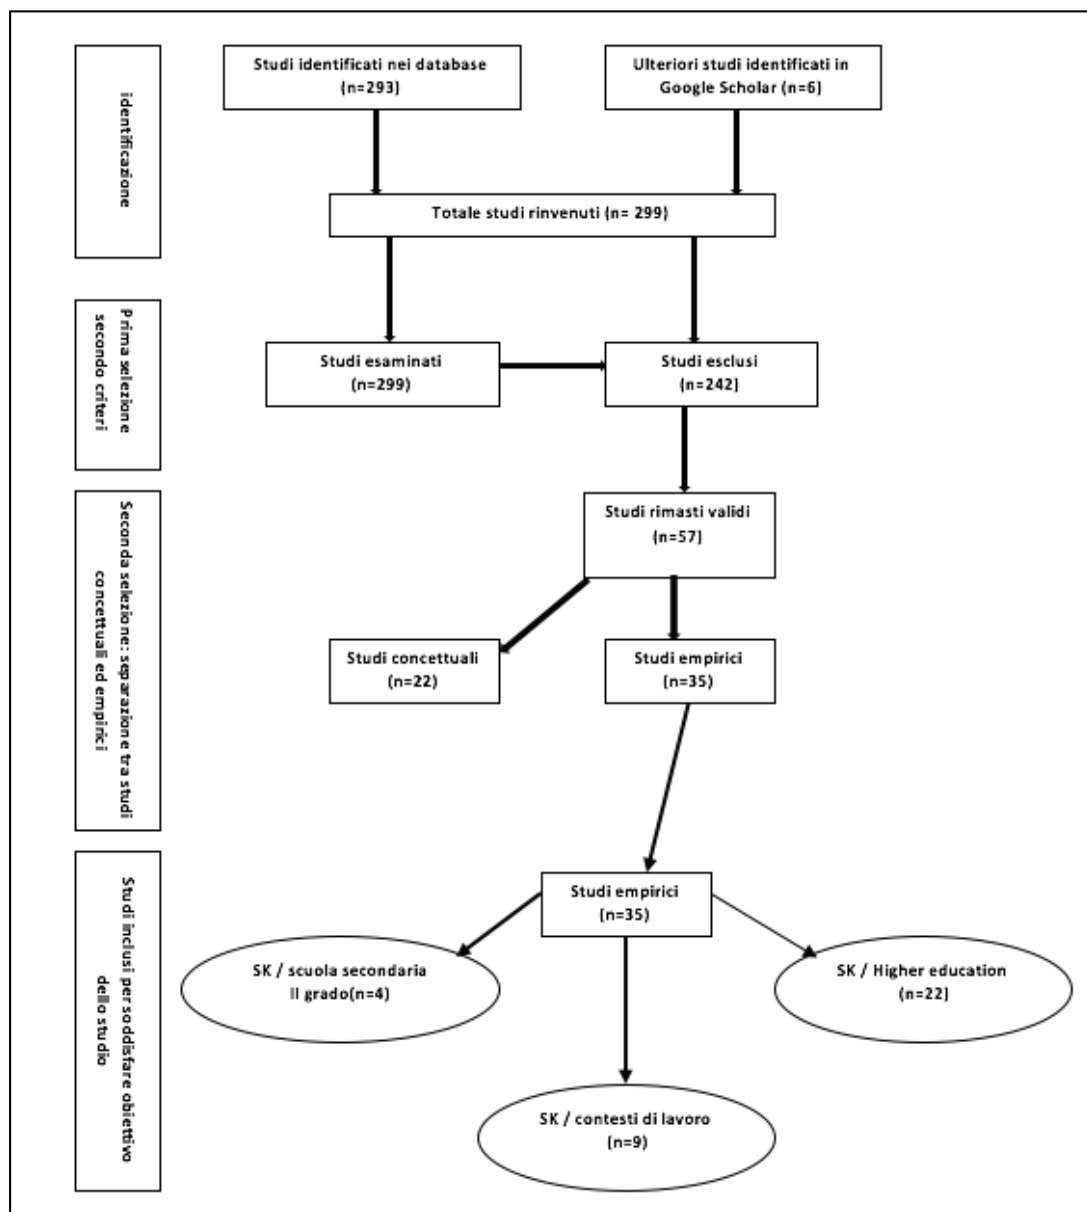 identificazione
Studi identificati nei database
(n=293)
Ulteriori studi identificati in
Google Scholar (n=6)
Totale studi rinvenuti (n= 299)
Prima selezione
secondo criteri
Studi esaminati
(n=299)
Studi esclusi
(n=242)
Seconda selezione: separazione tra studi
concettuali ed empirici
Studi rimasti validi
(n=57)
Studi concettuali
(n=22)
Studi empirici
(n=35)
Studi inclusi per soddisfare obiettivo
dello studio
Studi empirici
(n=35)
SK / scuola secondaria
II grado(n=4)
SK / Higher education
(n=22)
SK / contesti di lavoro
(n=9)